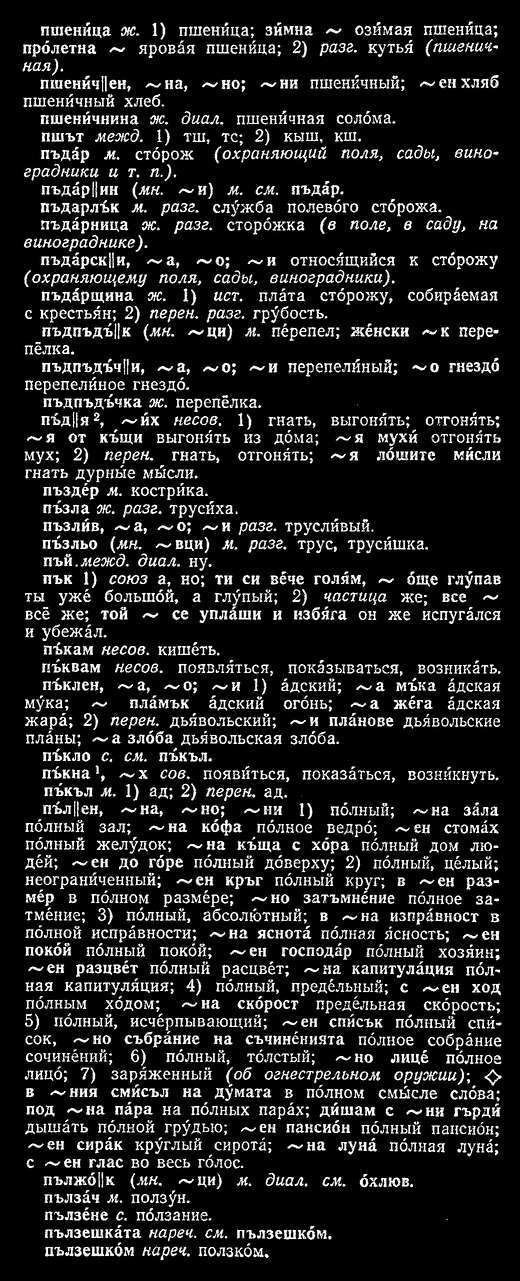 пшени́ца ж. 1) пшени́ца; зи́мна ~ ози́мая пшени́ца;
про́летна ~ ярова́я пшени́ца; 2) разг. кутья́ (пшенич-
ная).
пшени́ч||ен, ~на, ~но; ~ни пшени́чный; ~ен хляб
пшени́чный хлеб.
пшени́чнина ж. диал. пшени́чная соло́ма.
пшът межд. 1) тш, тс; 2) кыш, кш.
пъда́р м. сто́рож (охраняющий поля, сады, вино-
градники и т. п.).
пъда́р||ин (мн. ~и) м. см. пъда́р.
пъдарлъ́к м. разг. слу́жба полево́го сто́рожа.
пъда́рница ж. разг. сторо́жка (в поле, в саду, на
винограднике).
пъда́рск||и, ~а, ~о; ~и относя́щийся к сто́рожу
(охраняющему поля, сады, виноградники).
пъда́рщина ж. 1) ист. пла́та сто́рожу, собира́емая
с крестья́н; 2) перен. разг. гру́бость.
пъдпъдъ́||к (мн. ~ци) м. пе́репел; же́нски ~к пере-
пёлка.
пъдпъдъ́ч||и, ~а, ~о; ~и перепели́ный; ~о гнездо́
перепели́ное гнездо́.
пъдпъдъ́чка ж. перепёлка.
пъ́д||я², ~и́х несов. 1) гнать, выгоня́ть; отгоня́ть;
~я от къ́щи выгоня́ть из до́ма; ~я мухи́ отгоня́ть
мух; 2) перен. гнать, отгоня́ть; ~я ло́шите ми́сли
гнать дурны́е мы́сли.
пъзде́р м. костри́ка.
пъ́зла ж. разг. труси́ха.
пъзли́в, ~а, ~о; ~и разг. трусли́вый.
пъ́зльо (мн. ~вци) м. разг. трус, труси́шка.
пъй межд. диал. ну.
пък 1) союз а, но; ти си ве́че голя́м, ~ о́ще глу́пав
ты уже́ большо́й, а глу́пый; 2) частица же; все ~
всё же; той ~ се упла́ши и избя́га он же испуга́лся
и убежа́л.
пъ́кам несов. кише́ть.
пъ́квам несов. появля́ться, пока́зываться, возника́ть.
пъ́клен, ~а, ~о; ~и 1) а́дский; ~а мъ́ка а́дская
му́ка; ~ пла́мък а́дский ого́нь; ~а же́га а́дская
жара́; 2) перен. дья́вольский; ~и пла́нове дья́вольские
пла́ны; ~а зло́ба дья́вольская зло́ба.
пъ́кло с. см. пъ́къл.
пъ́кна¹, ~х сов. появи́ться, показа́ться, возни́кнуть.
пъ́къл м. 1) ад; 2) перен. ад.
пъ́л||ен, ~на, ~но; ~ни 1) по́лный; ~на за́ла
по́лный зал; ~на ко́фа по́лное ведро́; ~ен стома́х
по́лный желу́док; ~на къ́ща с хо́ра по́лный дом лю-
де́й; ~ен до го́ре по́лный до́верху; 2) по́лный, це́лый;
неограни́ченный; ~ен кръг по́лный круг; в ~ен раз-
ме́р в по́лном разме́ре; ~но затъмне́ние по́лное за-
тме́ние; 3) по́лный, абсолю́тный; в ~на изпра́вност в
по́лной испра́вности; ~на яснота́ по́лная я́сность; ~ен
поко́й по́лный поко́й; ~ен господа́р по́лный хозя́ин;
~ен разцве́т по́лный расцве́т; ~на капитула́ция по́л-
ная капитуля́ция; 4) по́лный, преде́льный; с ~ен ход
по́лным хо́дом; ~на ско́рост преде́льная ско́рость;
5) по́лный, исче́рпывающий; ~ен спи́сък по́лный спи́-
сок, ~но събра́ние на съчине́нията по́лное собра́ние
сочине́ний; 6) по́лный, то́лстый; ~но лице́ по́лное
лицо́; 7) заря́женный (об огнестрельном оружии); ◇
в ~ния сми́съл на ду́мата в по́лном смы́сле сло́ва;
под ~на па́ра на по́лных пара́х; ди́шам с ~ни гърди́
дыша́ть по́лной гру́дью; ~ен пансио́н по́лный пансио́н;
~ен сира́к кру́глый сирота́; ~на луна́ по́лная луна́;
с ~ен глас во весь го́лос.
пължо́||к (мн. ~ци) м. диал. см. о́хлюв.
пълза́ч м. ползу́н.
пълзе́не с. по́лзание.
пълзешка́та нареч. см. пълзешко́м.
пълзешко́м нареч. ползко́м.